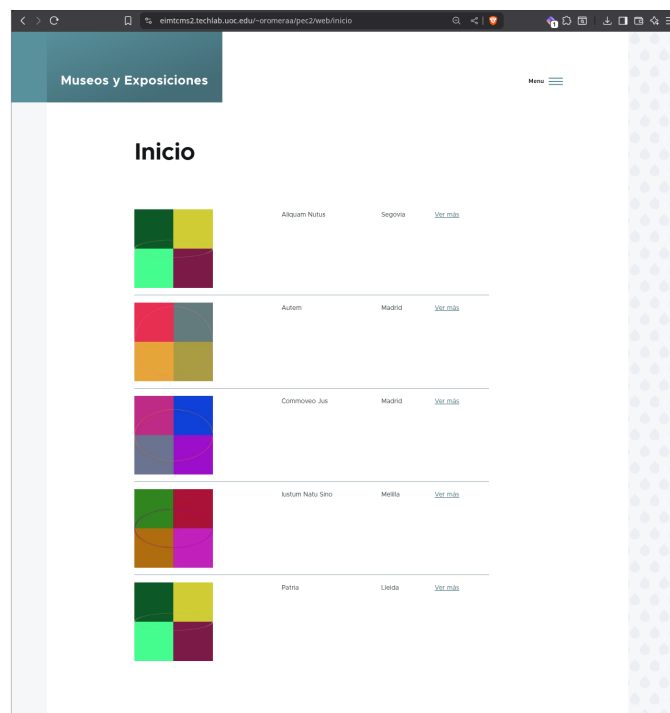 eimtcms2.techlab.uoc.edu/~oromeraa/pec2/web/inicio
1
Museos y Exposiciones
Menu
Inicio
Aliquam Nutus Segovia Ver más
Autem Madrid Ver más
Commoveo Jus Madrid Ver más
Iustum Natu Sino Melilla Ver más
Patria Lleida Ver más